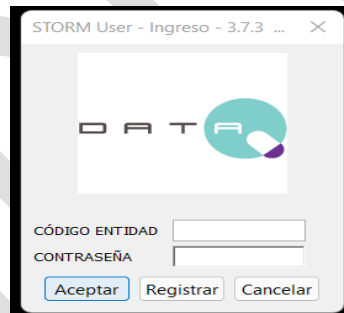 STORM User - Ingreso - 3.7.3 ...
DATA
CÓDIGO ENTIDAD
CONTRASEÑA
Aceptar Registrar Cancelar